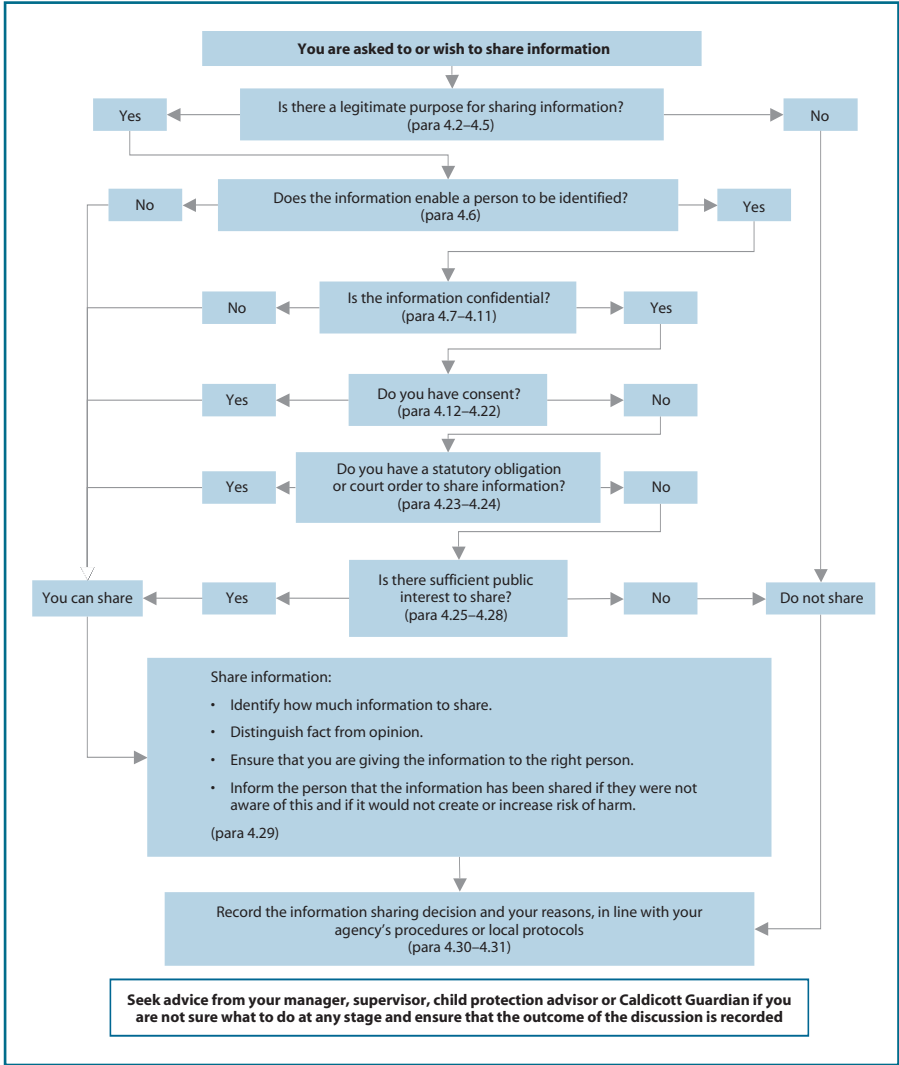 You are asked to or wish to share information
Is there a legitimate purpose for sharing information?
(para 4.2–4.5)
Yes
No
Does the information enable a person to be identified?
(para 4.6)
No
Yes
Is the information confidential?
(para 4.7–4.11)
No
Yes
Do you have consent?
(para 4.12–4.22)
Yes
No
Do you have a statutory obligation
or court order to share information?
(para 4.23–4.24)
Yes
No
Is there sufficient public
interest to share?
(para 4.25–4.28)
You can share
Yes
No
Do not share
Share information:
• Identify how much information to share.
• Distinguish fact from opinion.
• Ensure that you are giving the information to the right person.
• Inform the person that the information has been shared if they were not
aware of this and if it would not create or increase risk of harm.
(para 4.29)
Record the information sharing decision and your reasons, in line with your
agency’s procedures or local protocols
(para 4.30–4.31)
Seek advice from your manager, supervisor, child protection advisor or Caldicott Guardian if you
are not sure what to do at any stage and ensure that the outcome of the discussion is recorded